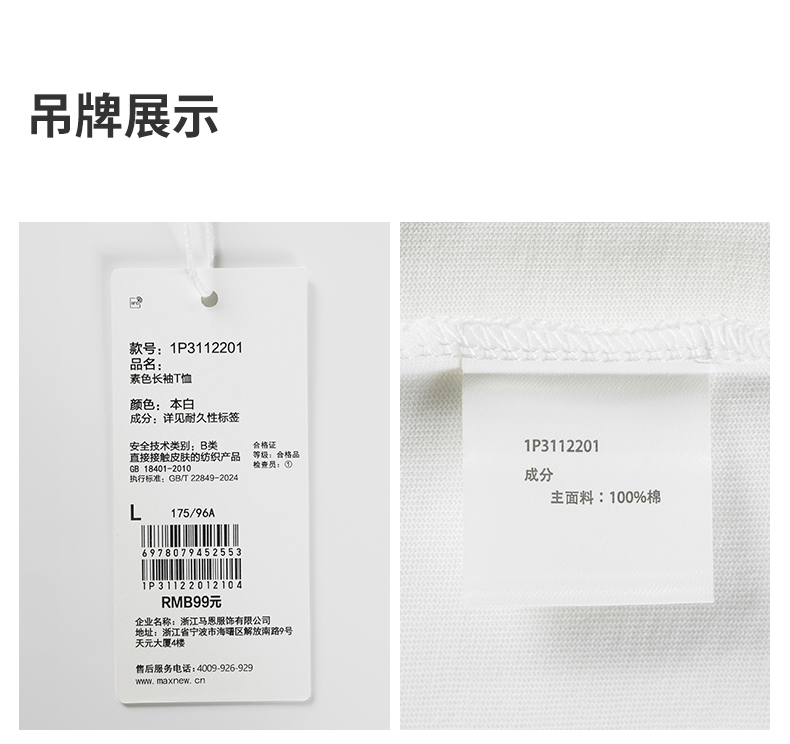 吊牌展示
款号：1P3112201
品名：
素色长袖T恤
颜色：本白
成分：详见耐久性标签
安全技术类别：B类
直接接触皮肤的纺织产品
GB 18401-2010
执行标准：GB/T 22849-2024
合格证
等级：合格品
检查员：①
L 175/96A
6978079452553
1P31122012104
RMB99元
企业名称：浙江马恩服饰有限公司
地址：浙江省宁波市海曙区解放南路9号
天元大厦4楼
售后服务电话：4009-926-929
www.maxnew.cn
1P3112201
成分
主面料：100%棉